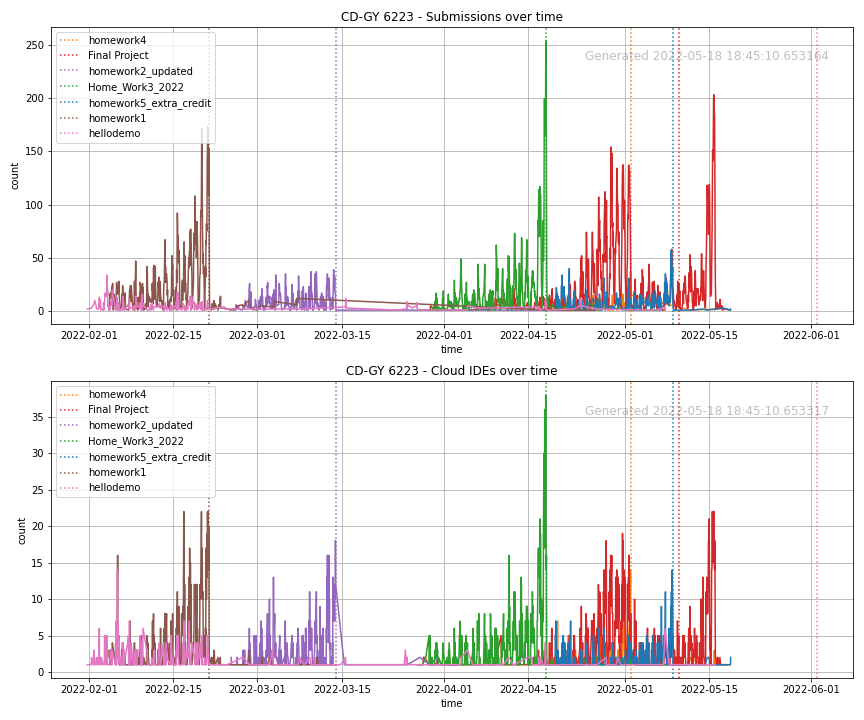 CD-GY 6223 - Submissions over time
Generated 2022-05-18 18:45:10.653164
homework4
Final Project
homework2_updated
Home_Work3_2022
homework5_extra_credit
homework1
hellodemo
250
200
150
100
50
0
count
2022-02-01 2022-02-15 2022-03-01 2022-03-15 2022-04-01 2022-04-15 2022-05-01 2022-05-15 2022-06-01
time
CD-GY 6223 - Cloud IDEs over time
Generated 2022-05-18 18:45:10.653317
homework4
Final Project
homework2_updated
Home_Work3_2022
homework5_extra_credit
homework1
hellodemo
35
30
25
20
15
10
5
0
count
2022-02-01 2022-02-15 2022-03-01 2022-03-15 2022-04-01 2022-04-15 2022-05-01 2022-05-15 2022-06-01
time